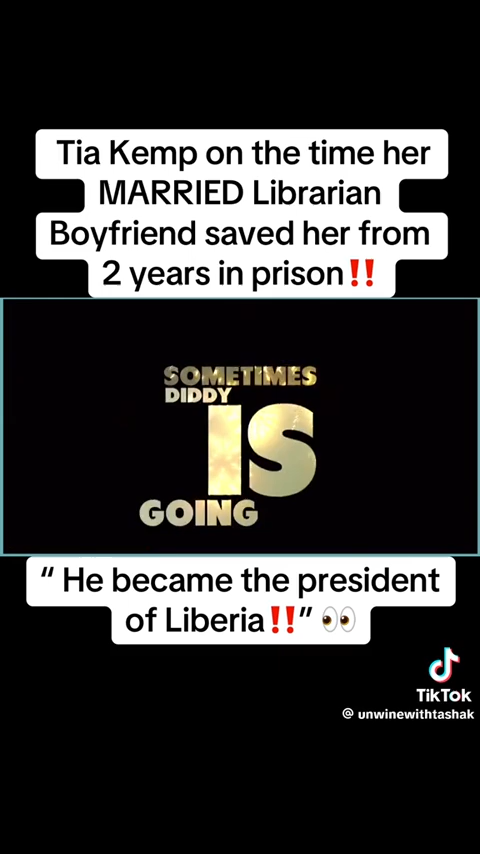 Tia Kemp on the time her
MARRIED Librarian
Boyfriend saved her from
2 years in prison‼️
SOMETIMES
DIDDY
IS
GOING
“ He became the president
of Liberia‼️” 👀
TikTok
@ unwinewithtashak